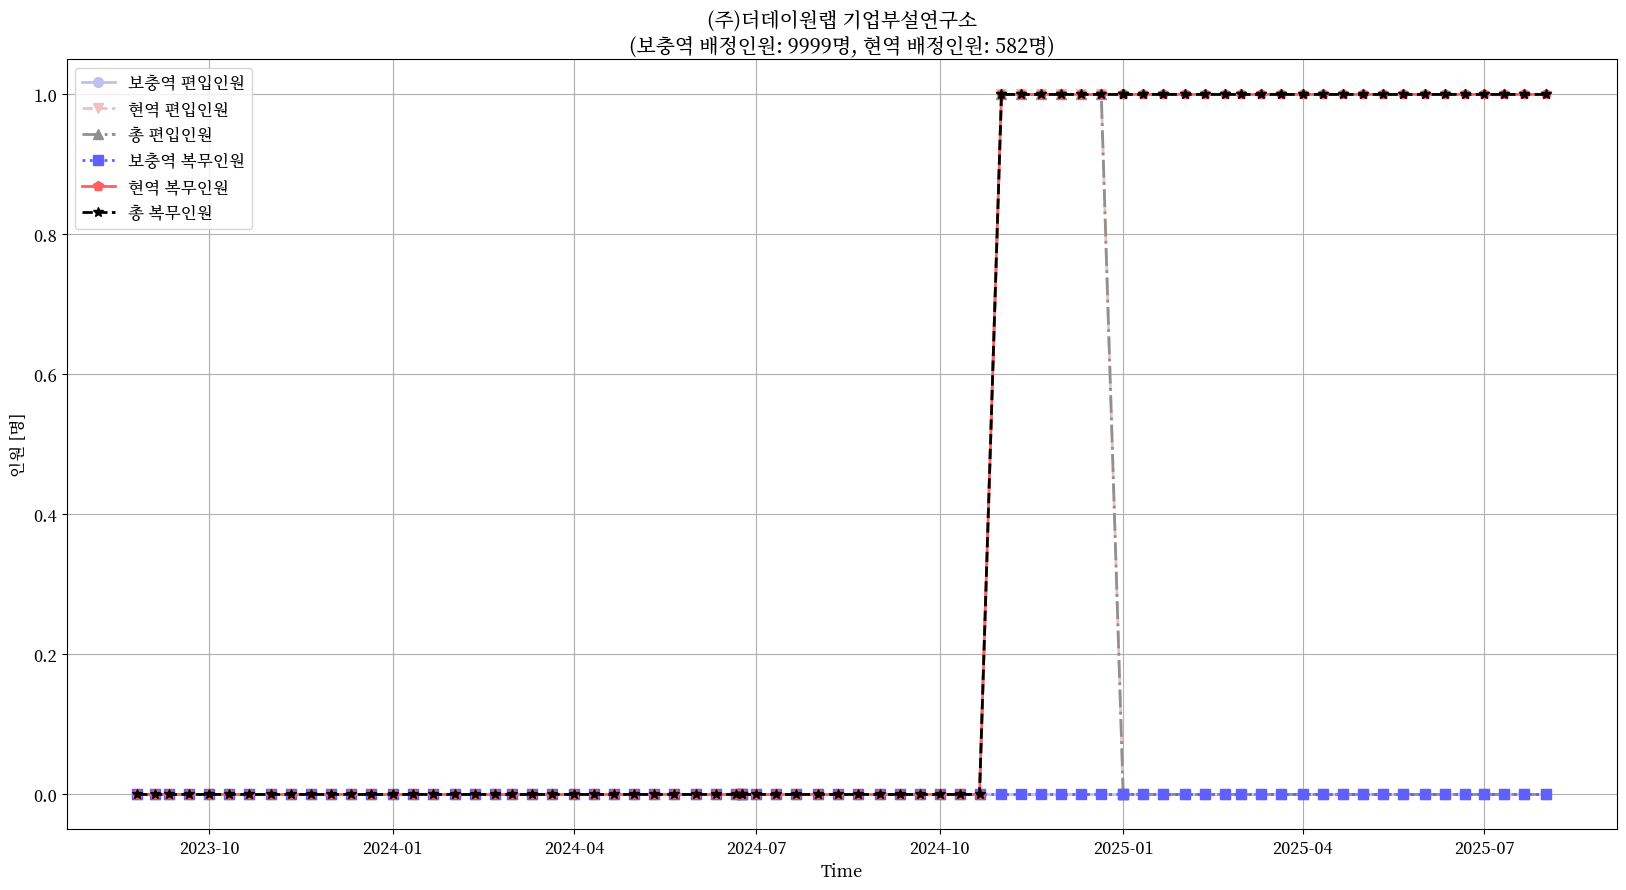 (주)더데이원랩 기업부설연구소
(보충역 배정인원: 9999명, 현역 배정인원: 582명)
보충역 편입인원
현역 편입인원
총 편입인원
보충역 복무인원
현역 복무인원
총 복무인원
1.0
0.8
0.6
0.4
0.2
0.0
인원 [명]
2023-10
2024-01
2024-04
2024-07
2024-10
2025-01
2025-04
2025-07
Time